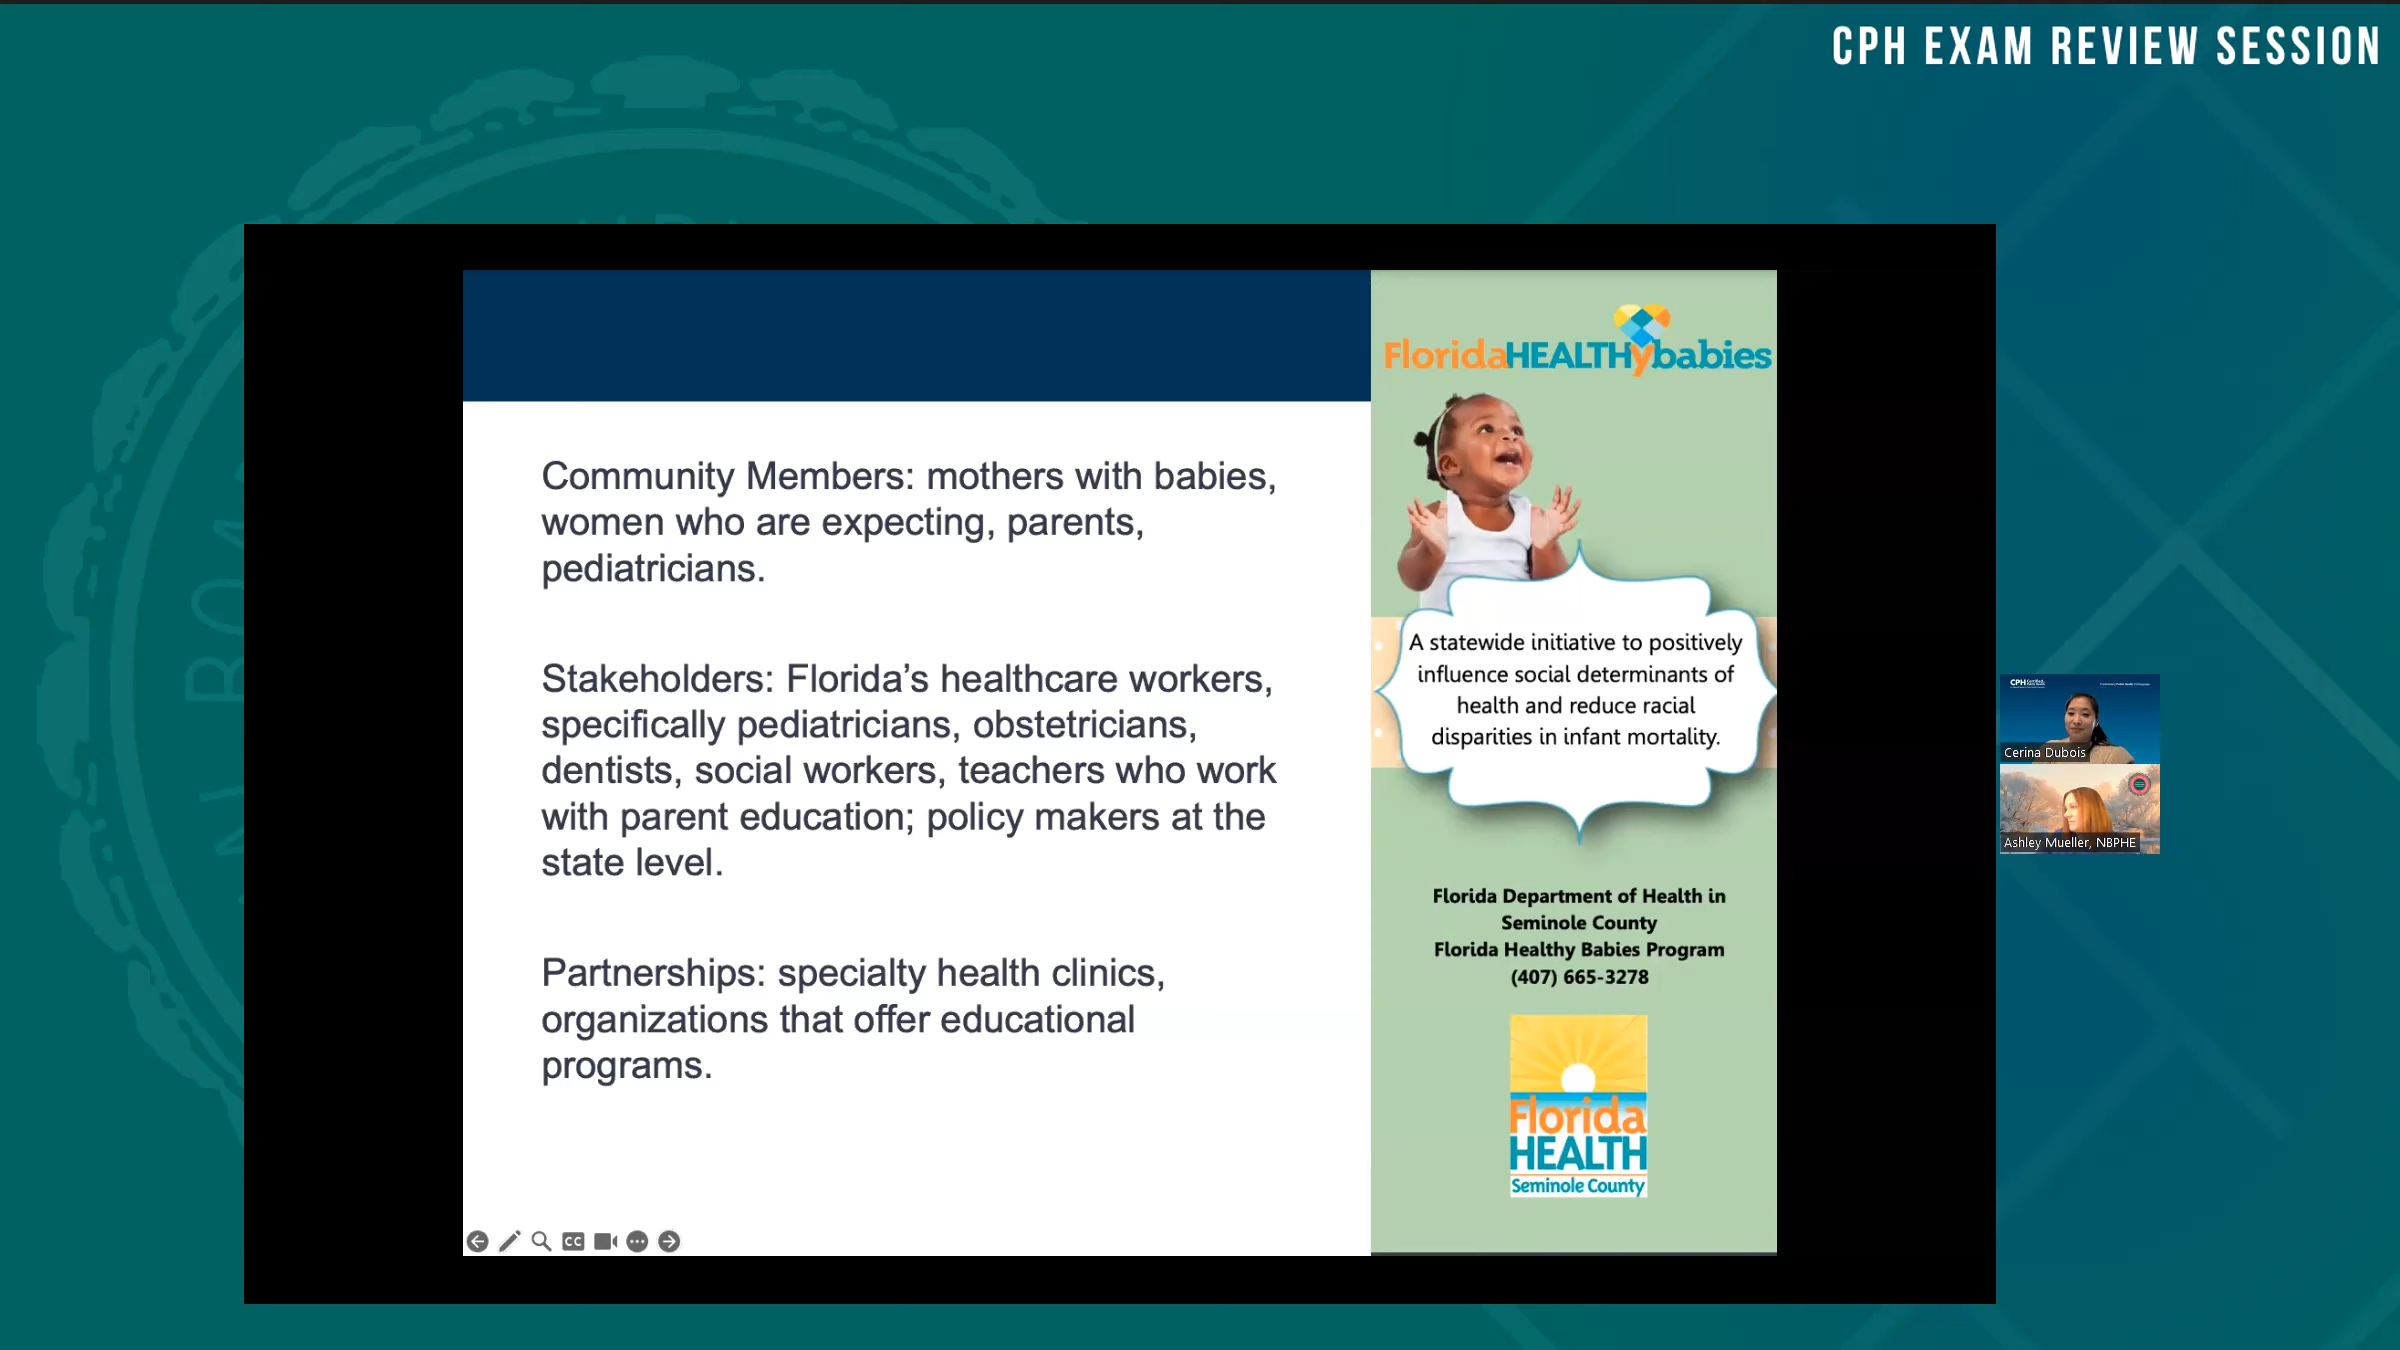 CPH EXAM REVIEW SESSION
Community Members: mothers with babies,
women who are expecting, parents,
pediatricians.
Stakeholders: Florida’s healthcare workers,
specifically pediatricians, obstetricians,
dentists, social workers, teachers who work
with parent education; policy makers at the
state level.
Partnerships: specialty health clinics,
organizations that offer educational
programs.
FloridaHEALTHybabies
A statewide initiative to positively
influence social determinants of
health and reduce racial
disparities in infant mortality.
Florida Department of Health in
Seminole County
Florida Healthy Babies Program
(407) 665-3278
Florida
HEALTH
Seminole County
CC
CPH
Cerina Dubois
Ashley Mueller, NBPHE